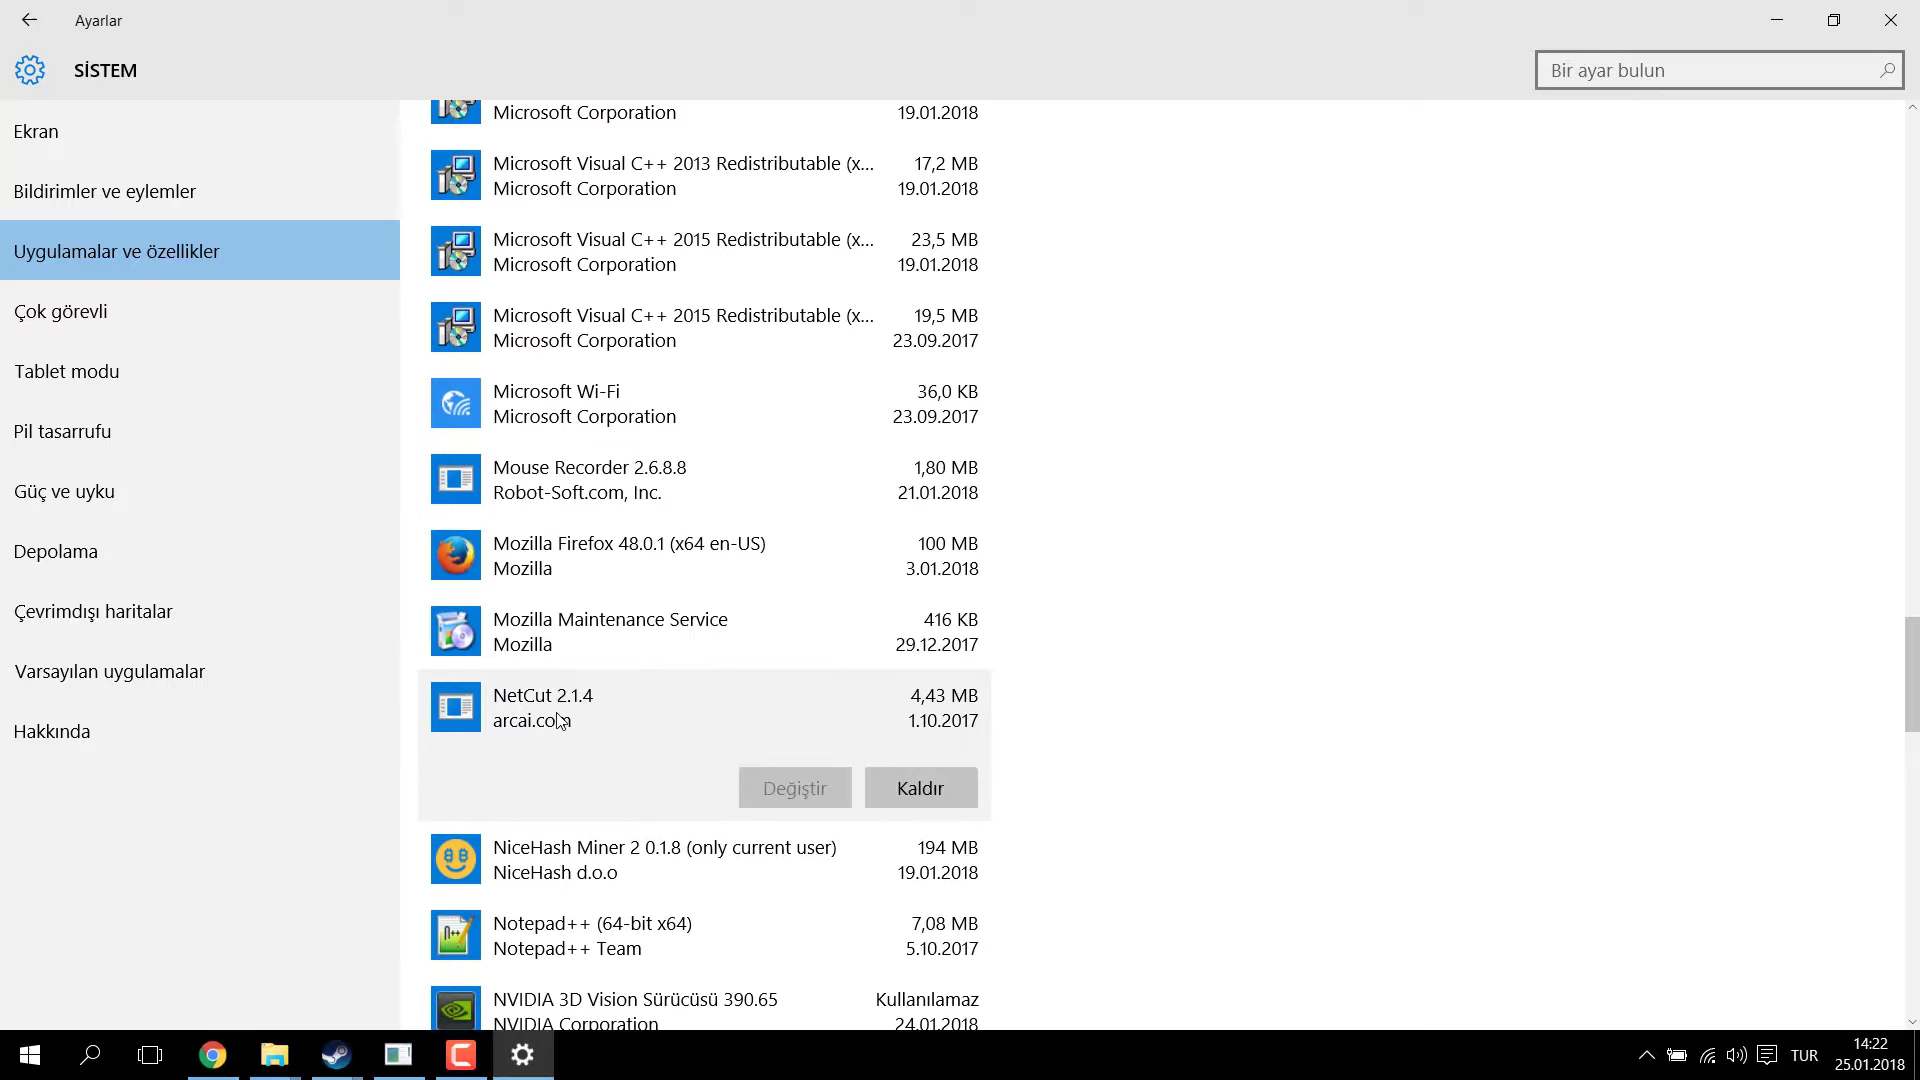 Ayarlar
SİSTEM
Bir ayar bulun
Ekran
Bildirimler ve eylemler
Uygulamalar ve özellikler
Çok görevli
Tablet modu
Pil tasarrufu
Güç ve uyku
Depolama
Çevrimdışı haritalar
Varsayılan uygulamalar
Hakkında
Microsoft Corporation 19.01.2018
Microsoft Visual C++ 2013 Redistributable (x... 17,2 MB
Microsoft Corporation 19.01.2018
Microsoft Visual C++ 2015 Redistributable (x... 23,5 MB
Microsoft Corporation 19.01.2018
Microsoft Visual C++ 2015 Redistributable (x... 19,5 MB
Microsoft Corporation 23.09.2017
Microsoft Wi-Fi 36,0 KB
Microsoft Corporation 23.09.2017
Mouse Recorder 2.6.8.8 1,80 MB
Robot-Soft.com, Inc. 21.01.2018
Mozilla Firefox 48.0.1 (x64 en-US) 100 MB
Mozilla 3.01.2018
Mozilla Maintenance Service 416 KB
Mozilla 29.12.2017
NetCut 2.1.4 4,43 MB
arcai.com 1.10.2017
Değiştir Kaldır
NiceHash Miner 2 0.1.8 (only current user) 194 MB
NiceHash d.o.o 19.01.2018
Notepad++ (64-bit x64) 7,08 MB
Notepad++ Team 5.10.2017
NVIDIA 3D Vision Sürücüsü 390.65 Kullanılamaz
NVIDIA Corporation 24.01.2018
TUR
14:22
25.01.2018